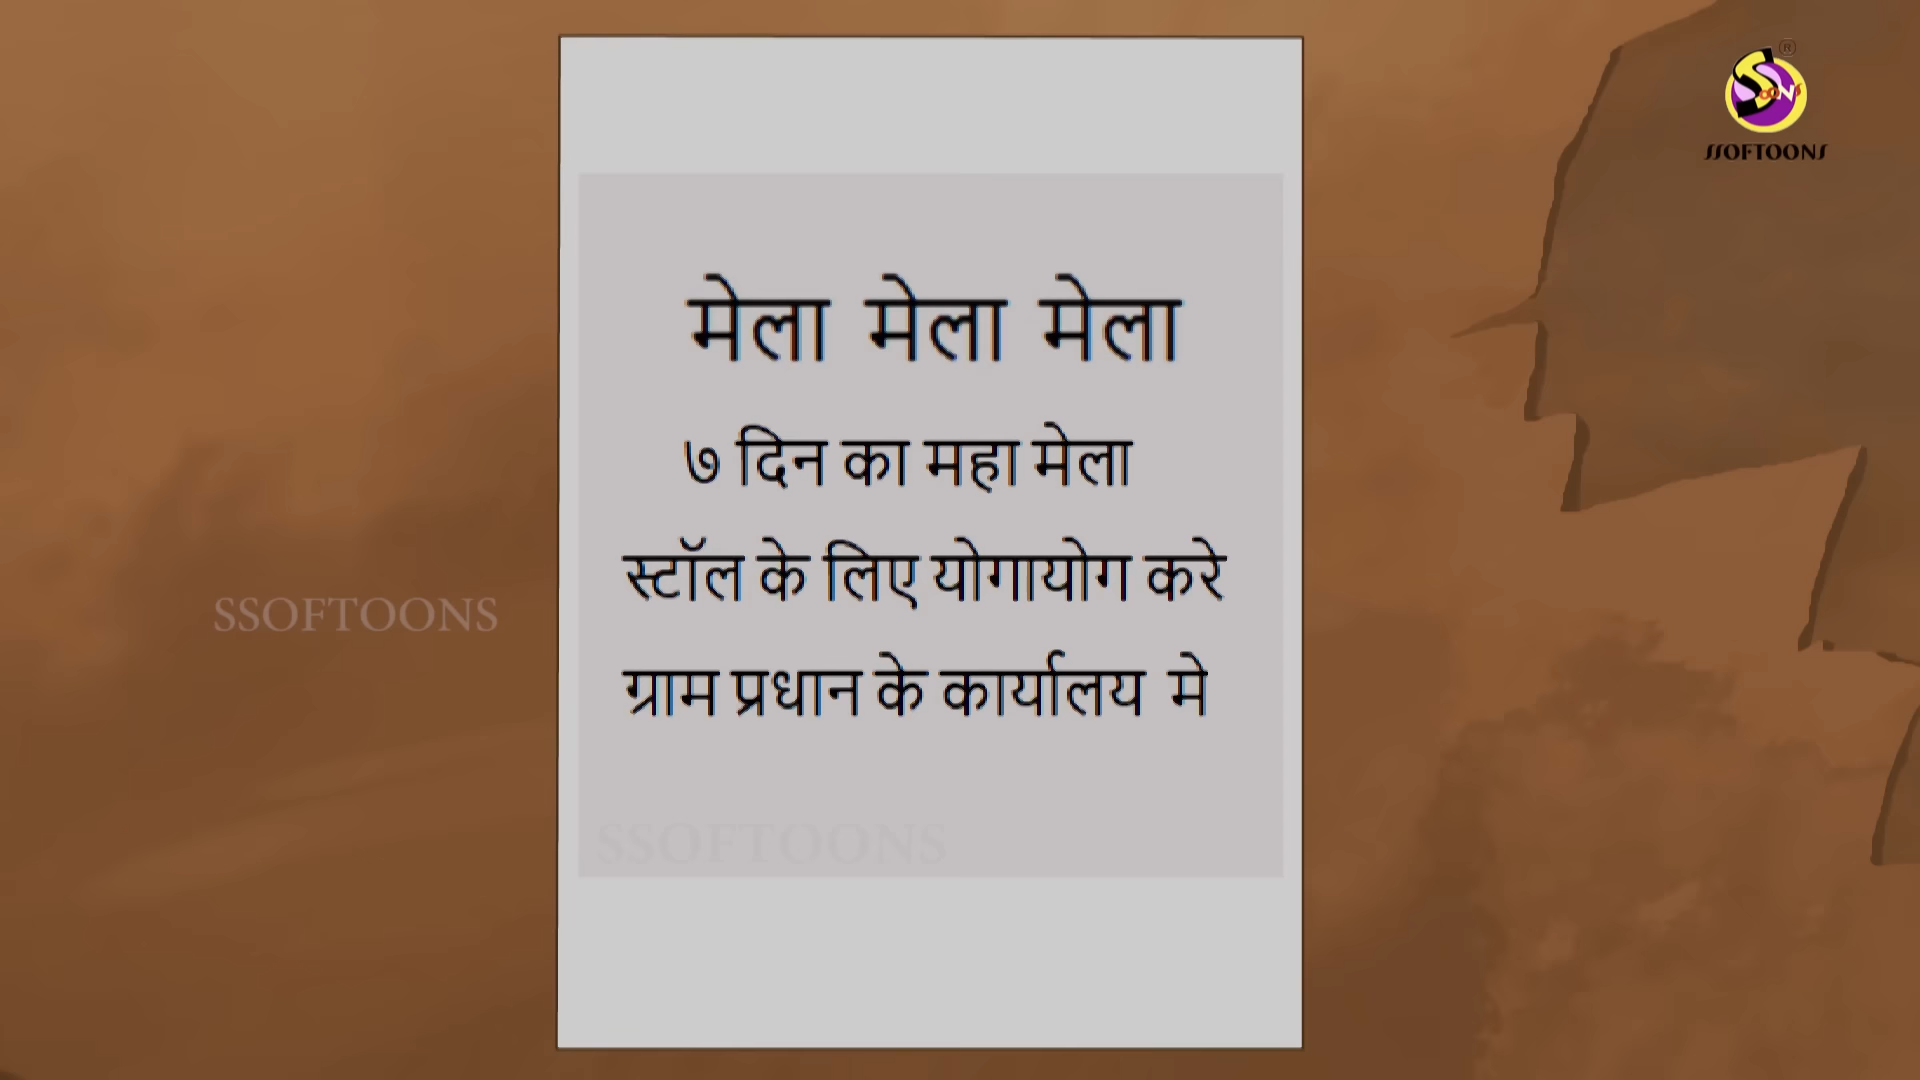 मेला मेला मेला
७ दिन का महा मेला
स्टॉल के लिए योगायोग करे
ग्राम प्रधान के कार्यालय मे
SSOFTOONS
SSOFTOONS
SSOFTOONS